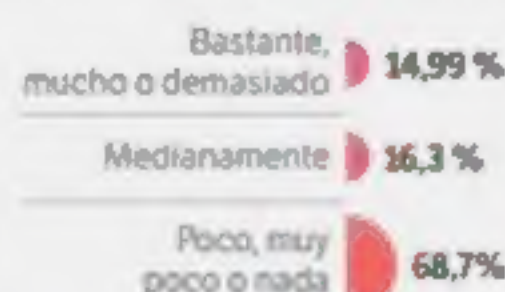 Bastante,
mucho o demasiado 14,99 %
Medianamente 16,3 %
Poco, muy
poco o nada 68,7%